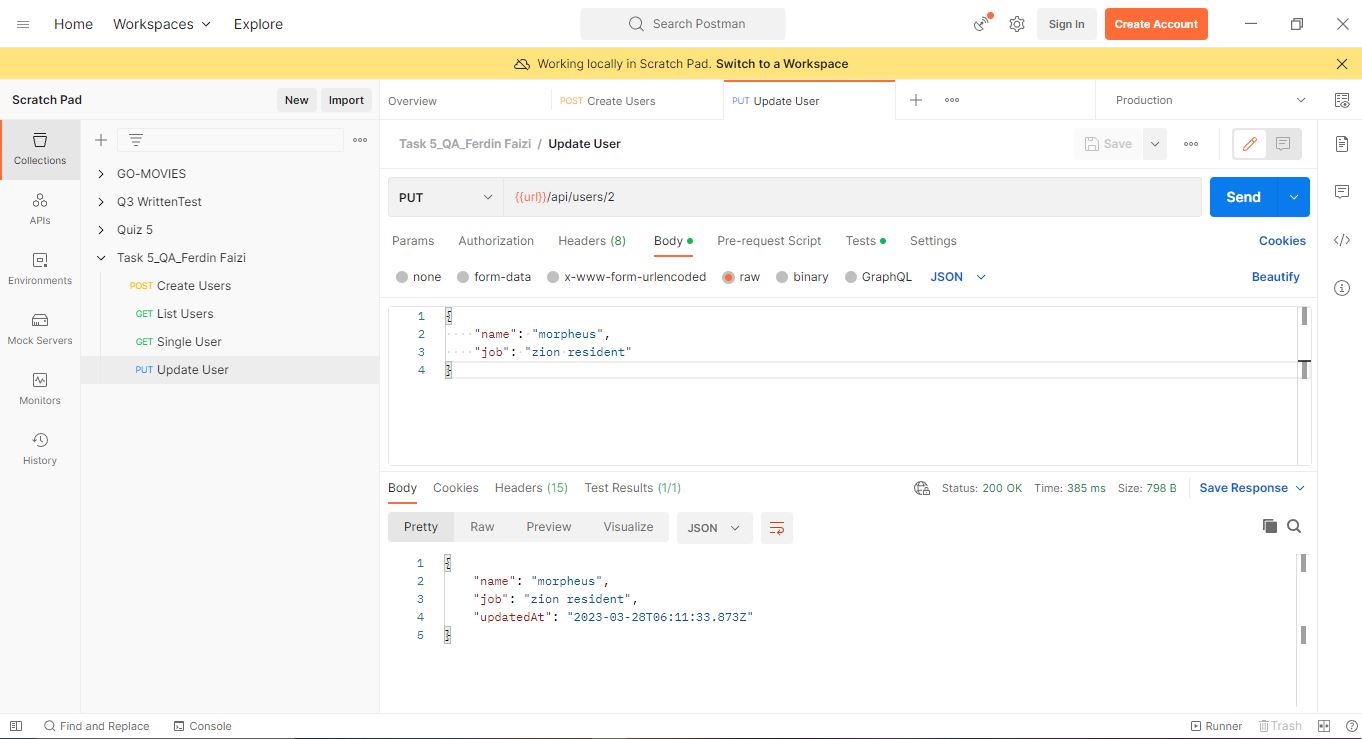 Home Workspaces Explore Search Postman Sign In Create Account
Working locally in Scratch Pad. Switch to a Workspace
Scratch Pad New Import Overview POST Create Users PUT Update User Production
Collections
APIs
Environments
Mock Servers
Monitors
History
GO-MOVIES
Q3 WrittenTest
Quiz 5
Task 5_QA_Ferdin Faizi
POST Create Users
GET List Users
GET Single User
PUT Update User
Task 5_QA_Ferdin Faizi / Update User Save
PUT {{url}}/api/users/2 Send
Params Authorization Headers (8) Body Pre-request Script Tests Settings Cookies
none form-data x-www-form-urlencoded raw binary GraphQL JSON Beautify
1 {
2 "name": "morpheus",
3 "job": "zion resident"
4 }
Body Cookies Headers (15) Test Results (1/1) Status: 200 OK Time: 385 ms Size: 798 B Save Response
Pretty Raw Preview Visualize JSON
1 {
2 "name": "morpheus",
3 "job": "zion resident",
4 "updatedAt": "2023-03-28T06:11:33.873Z"
5 }
Find and Replace Console Runner Trash